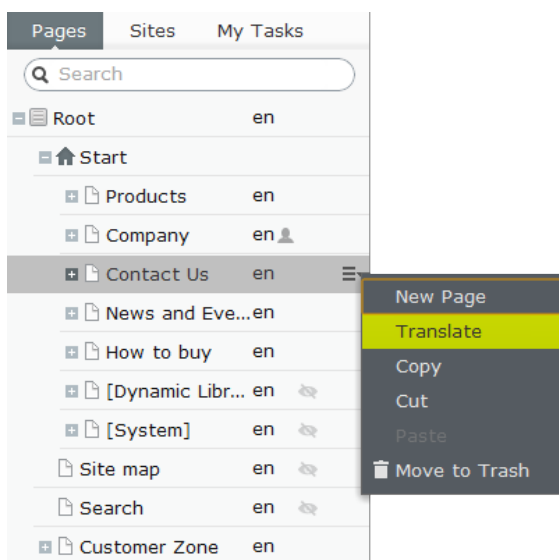 Pages Sites My Tasks
Search
Root en
Start
Products en
Company en
Contact Us en
New Page
News and Eve... en
Translate
How to buy en
Copy
[Dynamic Libr... en
Cut
[System] en
Paste
Site map en
Move to Trash
Search en
Customer Zone en